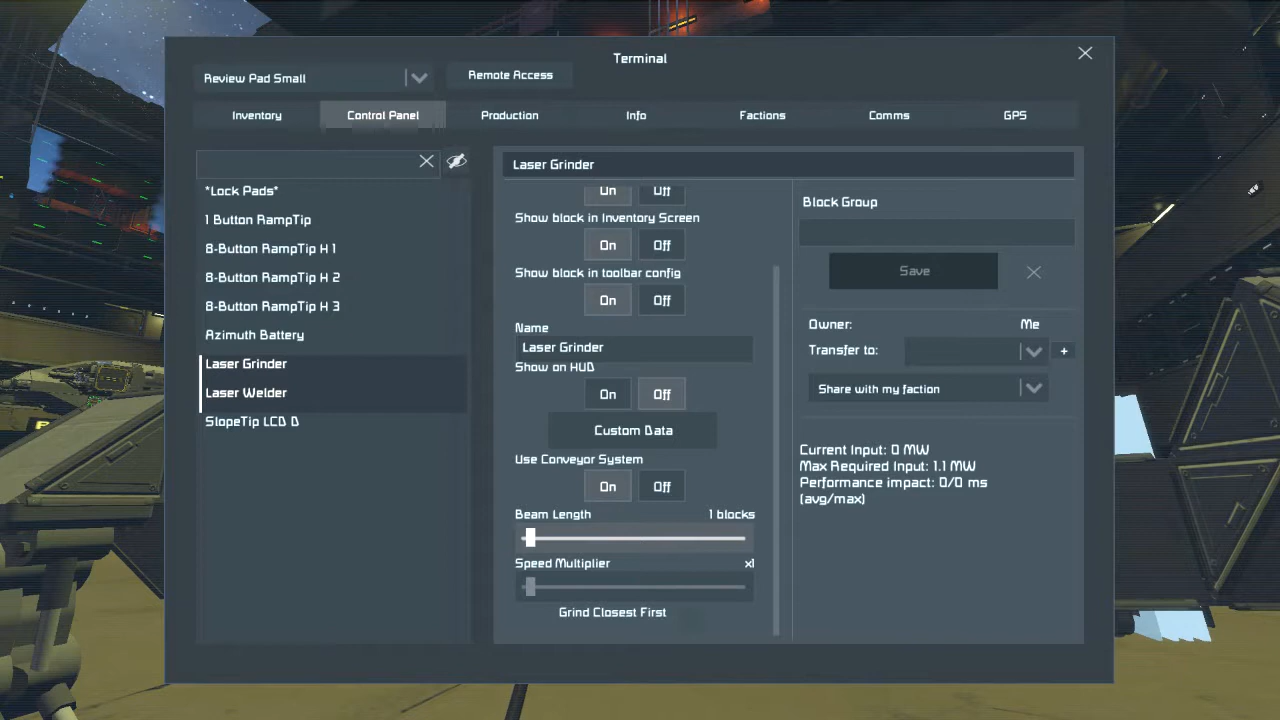 Terminal
Review Pad Small
Remote Access
Inventory
Control Panel
Production
Info
Factions
Comms
GPS
*Lock Pads*
1 Button RampTip
8-Button RampTip H 1
8-Button RampTip H 2
8-Button RampTip H 3
Azimuth Battery
Laser Grinder
Laser Welder
SlopeTip LCD D
Laser Grinder
On Off
Show block in Inventory Screen
On Off
Show block in toolbar config
On Off
Name
Laser Grinder
Show on HUD
On Off
Custom Data
Use Conveyor System
On Off
Beam Length 1 blocks
Speed Multiplier x1
Grind Closest First
Block Group
Save
Owner: Me
Transfer to:
+
Share with my faction
Current Input: 0 MW
Max Required Input: 1.1 MW
Performance impact: 0/0 ms
(avg/max)